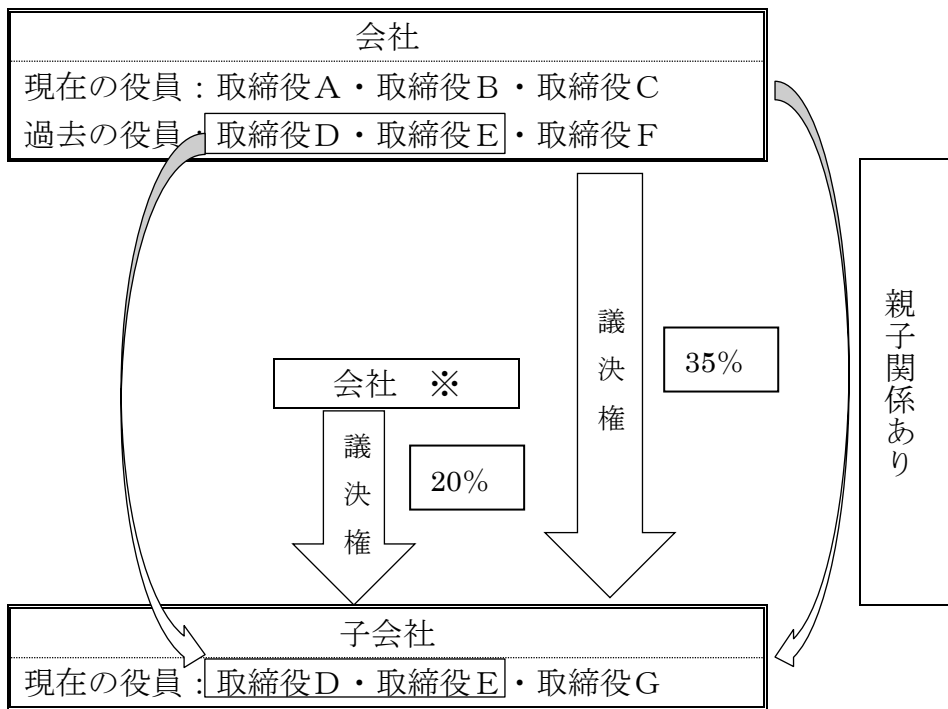 会社
現在の役員：取締役A・取締役B・取締役C
過去の役員：取締役D・取締役E・取締役F
議決権
35%
親子関係あり
会社　※
議決権
20%
子会社
現在の役員：取締役D・取締役E・取締役G